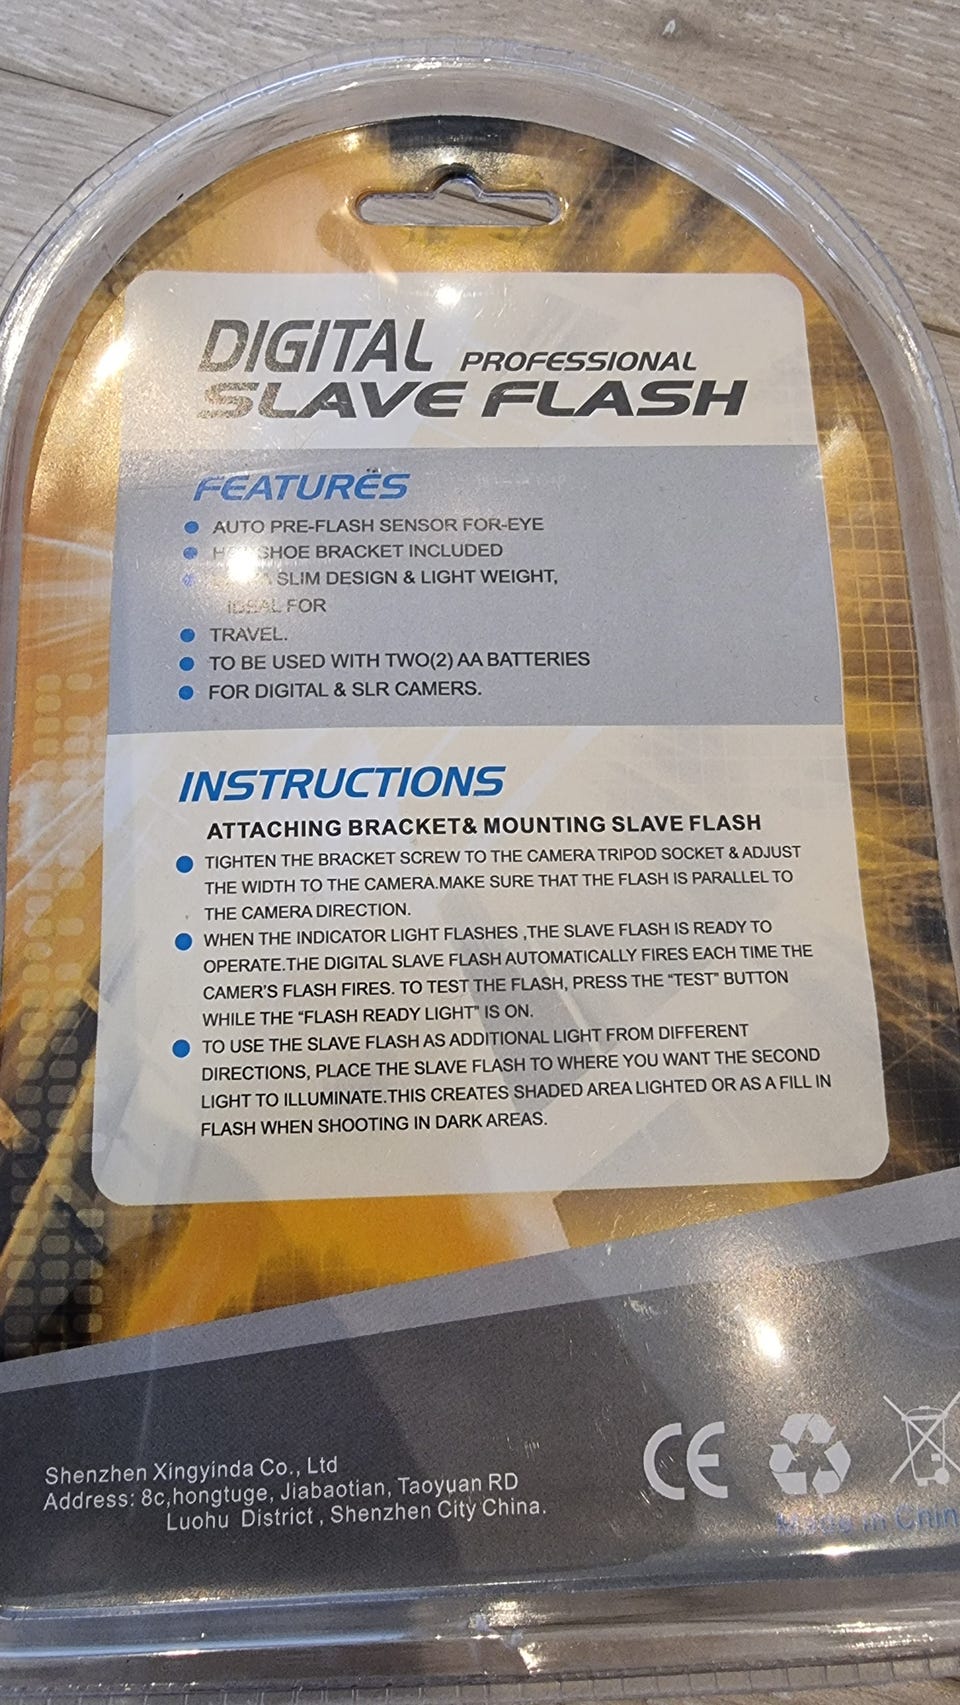 DIGITAL PROFESSIONAL
SLAVE FLASH
FEATURES
AUTO PRE-FLASH SENSOR FOR-EYE
SHOE BRACKET INCLUDED
SLIM DESIGN & LIGHT WEIGHT,
IDEAL FOR
TRAVEL.
TO BE USED WITH TWO(2) AA BATTERIES
FOR DIGITAL & SLR CAMERS.
INSTRUCTIONS
ATTACHING BRACKET& MOUNTING SLAVE FLASH
TIGHTEN THE BRACKET SCREW TO THE CAMERA TRIPOD SOCKET & ADJUST
THE WIDTH TO THE CAMERA.MAKE SURE THAT THE FLASH IS PARALLEL TO
THE CAMERA DIRECTION.
WHEN THE INDICATOR LIGHT FLASHES ,THE SLAVE FLASH IS READY TO
OPERATE.THE DIGITAL SLAVE FLASH AUTOMATICALLY FIRES EACH TIME THE
CAMER'S FLASH FIRES. TO TEST THE FLASH, PRESS THE “TEST” BUTTON
WHILE THE “FLASH READY LIGHT” IS ON.
TO USE THE SLAVE FLASH AS ADDITIONAL LIGHT FROM DIFFERENT
DIRECTIONS, PLACE THE SLAVE FLASH TO WHERE YOU WANT THE SECOND
LIGHT TO ILLUMINATE.THIS CREATES SHADED AREA LIGHTED OR AS A FILL IN
FLASH WHEN SHOOTING IN DARK AREAS.
Shenzhen Xingyinda Co., Ltd
Address: 8c,hongtuge, Jiabaotian, Taoyuan RD
Luohu District , Shenzhen City China.
CE
Made in Chin